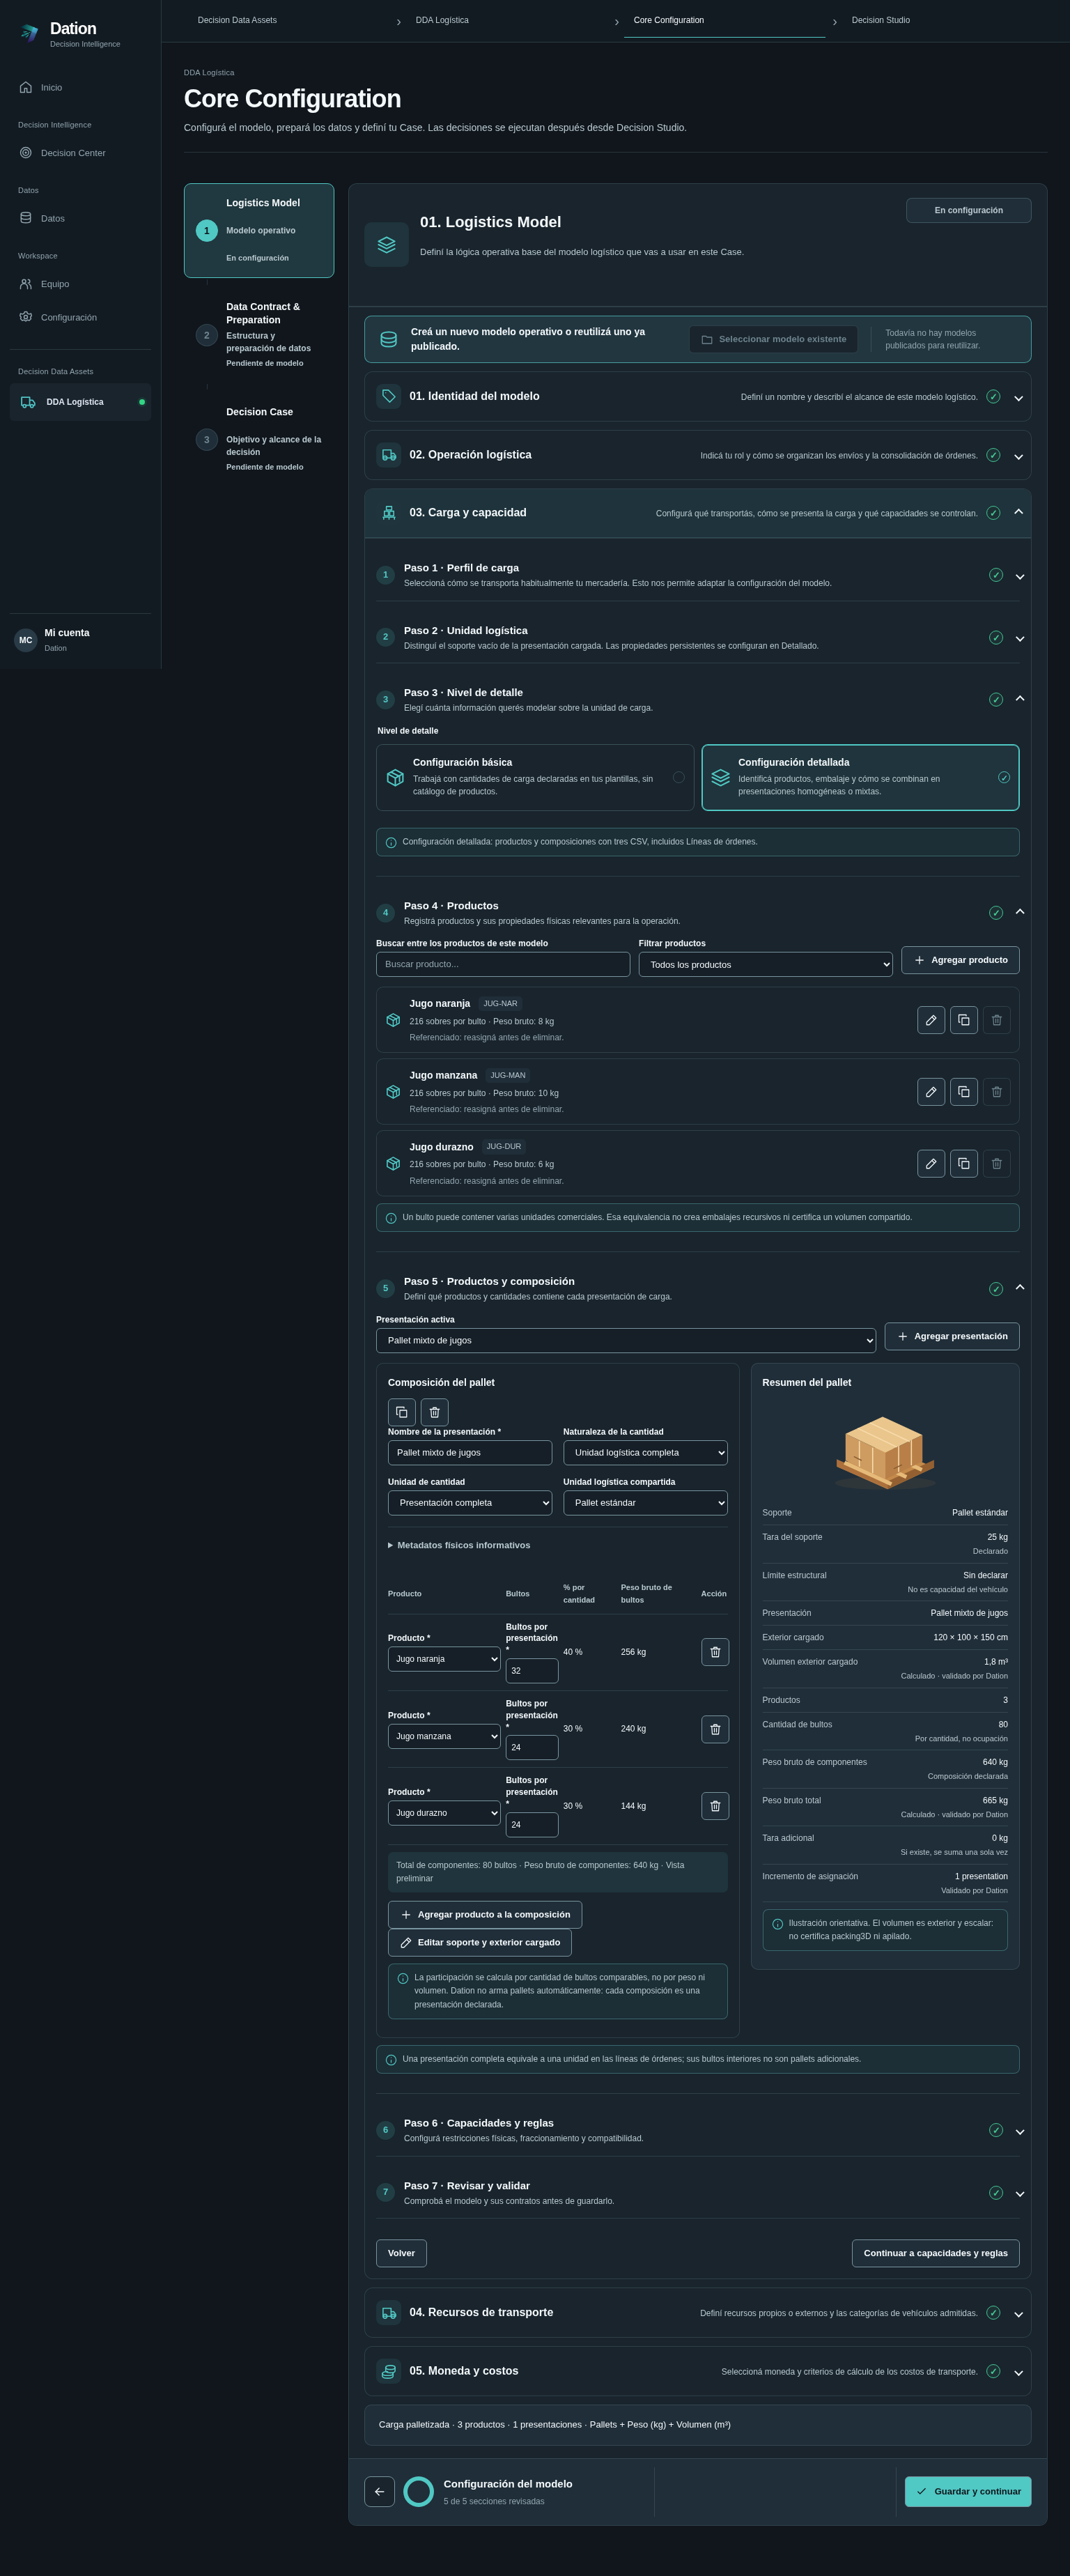 Dation
Decision Intelligence
Inicio
Decision Intelligence
Decision Center
Datos
Datos
Workspace
Equipo
Configuración
Decision Data Assets
DDA Logística
MC
Mi cuenta
Dation
Decision Data Assets
DDA Logística
Core Configuration
Decision Studio
DDA Logística
Core Configuration
Configurá el modelo, prepará los datos y definí tu Case. Las decisiones se ejecutan después desde Decision Studio.
Logistics Model
1
Modelo operativo
En configuración
Data Contract &
Preparation
2
Estructura y
preparación de datos
Pendiente de modelo
Decision Case
3
Objetivo y alcance de la
decisión
Pendiente de modelo
01. Logistics Model
En configuración
Definí la lógica operativa base del modelo logístico que vas a usar en este Case.
Creá un nuevo modelo operativo o reutilizá uno ya
publicado.
Seleccionar modelo existente
Todavía no hay modelos
publicados para reutilizar.
01. Identidad del modelo
Definí un nombre y describí el alcance de este modelo logístico.
02. Operación logística
Indicá tu rol y cómo se organizan los envíos y la consolidación de órdenes.
03. Carga y capacidad
Configurá qué transportás, cómo se presenta la carga y qué capacidades se controlan.
1
Paso 1 · Perfil de carga
Seleccioná cómo se transporta habitualmente tu mercadería. Esto nos permite adaptar la configuración del modelo.
2
Paso 2 · Unidad logística
Distinguí el soporte vacío de la presentación cargada. Las propiedades persistentes se configuran en Detallado.
3
Paso 3 · Nivel de detalle
Elegí cuánta información querés modelar sobre la unidad de carga.
Nivel de detalle
Configuración básica
Trabajá con cantidades de carga declaradas en tus plantillas, sin
catálogo de productos.
Configuración detallada
Identificá productos, embalaje y cómo se combinan en
presentaciones homogéneas o mixtas.
Configuración detallada: productos y composiciones con tres CSV, incluidos Líneas de órdenes.
4
Paso 4 · Productos
Registrá productos y sus propiedades físicas relevantes para la operación.
Buscar entre los productos de este modelo
Filtrar productos
Buscar producto...
Todos los productos
Agregar producto
Jugo naranja
JUG-NAR
216 sobres por bulto · Peso bruto: 8 kg
Referenciado: reasigná antes de eliminar.
Jugo manzana
JUG-MAN
216 sobres por bulto · Peso bruto: 10 kg
Referenciado: reasigná antes de eliminar.
Jugo durazno
JUG-DUR
216 sobres por bulto · Peso bruto: 6 kg
Referenciado: reasigná antes de eliminar.
Un bulto puede contener varias unidades comerciales. Esa equivalencia no crea embalajes recursivos ni certifica un volumen compartido.
5
Paso 5 · Productos y composición
Definí qué productos y cantidades contiene cada presentación de carga.
Presentación activa
Pallet mixto de jugos
Agregar presentación
Composición del pallet
Nombre de la presentación *
Naturaleza de la cantidad
Pallet mixto de jugos
Unidad logística completa
Unidad de cantidad
Unidad logística compartida
Presentación completa
Pallet estándar
Metadatos físicos informativos
Producto
Bultos
% por
cantidad
Peso bruto de
bultos
Acción
Producto *
Jugo naranja
Bultos por
presentación
*
32
40 %
256 kg
Producto *
Jugo manzana
Bultos por
presentación
*
24
30 %
240 kg
Producto *
Jugo durazno
Bultos por
presentación
*
24
30 %
144 kg
Total de componentes: 80 bultos · Peso bruto de componentes: 640 kg · Vista
preliminar
Agregar producto a la composición
Editar soporte y exterior cargado
La participación se calcula por cantidad de bultos comparables, no por peso ni
volumen. Dation no arma pallets automáticamente: cada composición es una
presentación declarada.
Resumen del pallet
Soporte
Pallet estándar
Tara del soporte
25 kg
Declarado
Límite estructural
Sin declarar
No es capacidad del vehículo
Presentación
Pallet mixto de jugos
Exterior cargado
120 × 100 × 150 cm
Volumen exterior cargado
1,8 m³
Calculado · validado por Dation
Productos
3
Cantidad de bultos
80
Por cantidad, no ocupación
Peso bruto de componentes
640 kg
Composición declarada
Peso bruto total
665 kg
Calculado · validado por Dation
Tara adicional
0 kg
Si existe, se suma una sola vez
Incremento de asignación
1 presentation
Validado por Dation
Ilustración orientativa. El volumen es exterior y escalar:
no certifica packing3D ni apilado.
Una presentación completa equivale a una unidad en las líneas de órdenes; sus bultos interiores no son pallets adicionales.
6
Paso 6 · Capacidades y reglas
Configurá restricciones físicas, fraccionamiento y compatibilidad.
7
Paso 7 · Revisar y validar
Comprobá el modelo y sus contratos antes de guardarlo.
Volver
Continuar a capacidades y reglas
04. Recursos de transporte
Definí recursos propios o externos y las categorías de vehículos admitidas.
05. Moneda y costos
Seleccioná moneda y criterios de cálculo de los costos de transporte.
Carga palletizada · 3 productos · 1 presentaciones · Pallets + Peso (kg) + Volumen (m³)
Configuración del modelo
5 de 5 secciones revisadas
Guardar y continuar